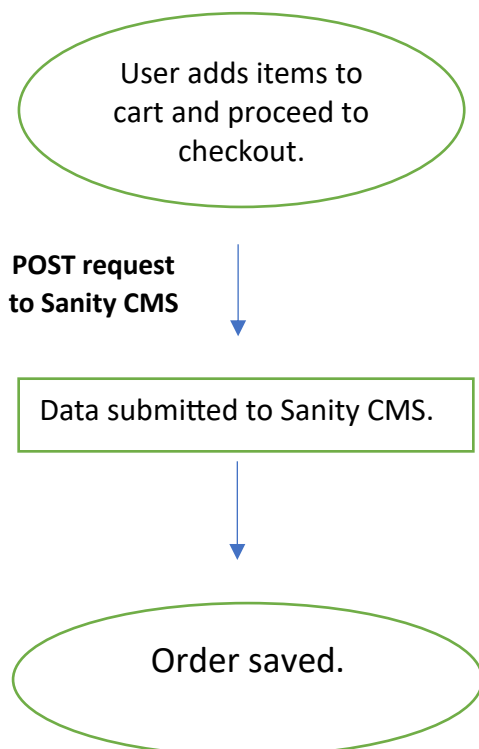 User adds items to
cart and proceed to
checkout.
POST request
to Sanity CMS
Data submitted to Sanity CMS.
Order saved.